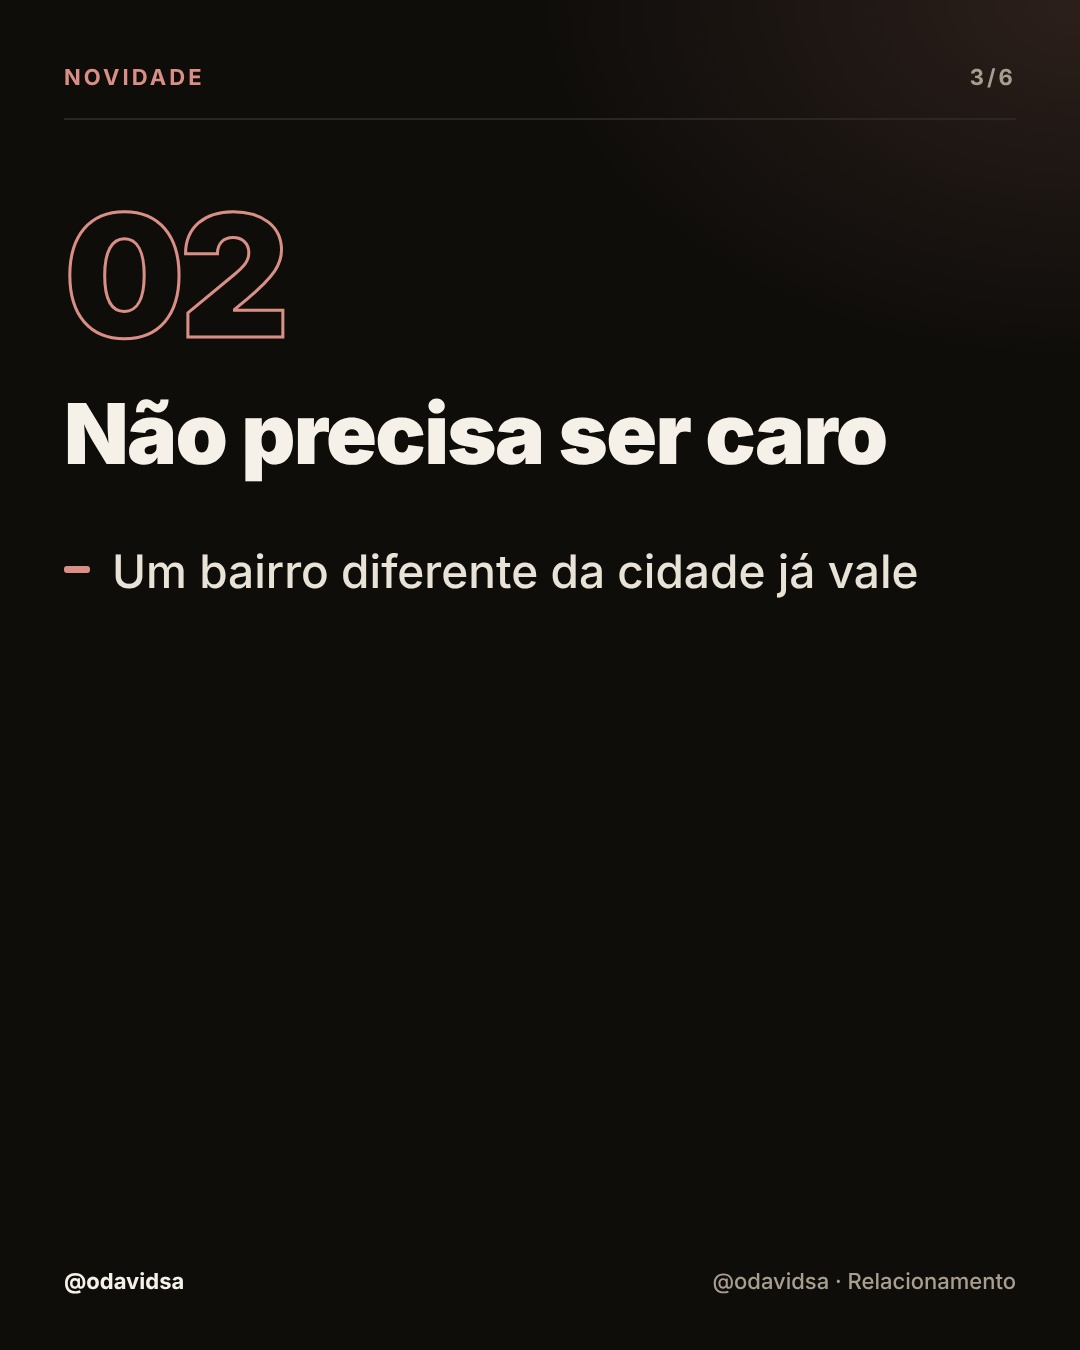 NOVIDADE
3/6
02
Não precisa ser caro
Um bairro diferente da cidade já vale
@odavidsa
@odavidsa · Relacionamento